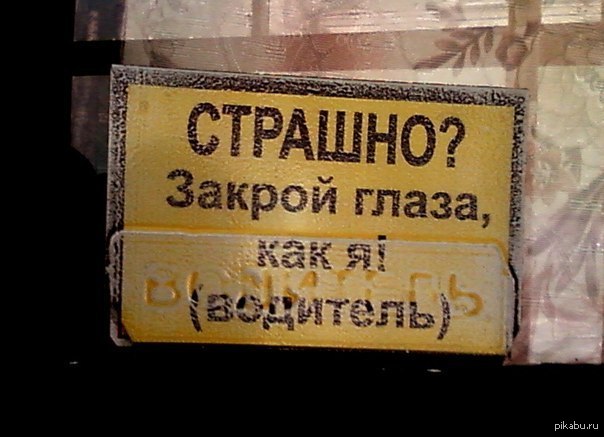 СТРАШНО?
Закрой глаза,
как я!
(водитель)
pikabu.ru